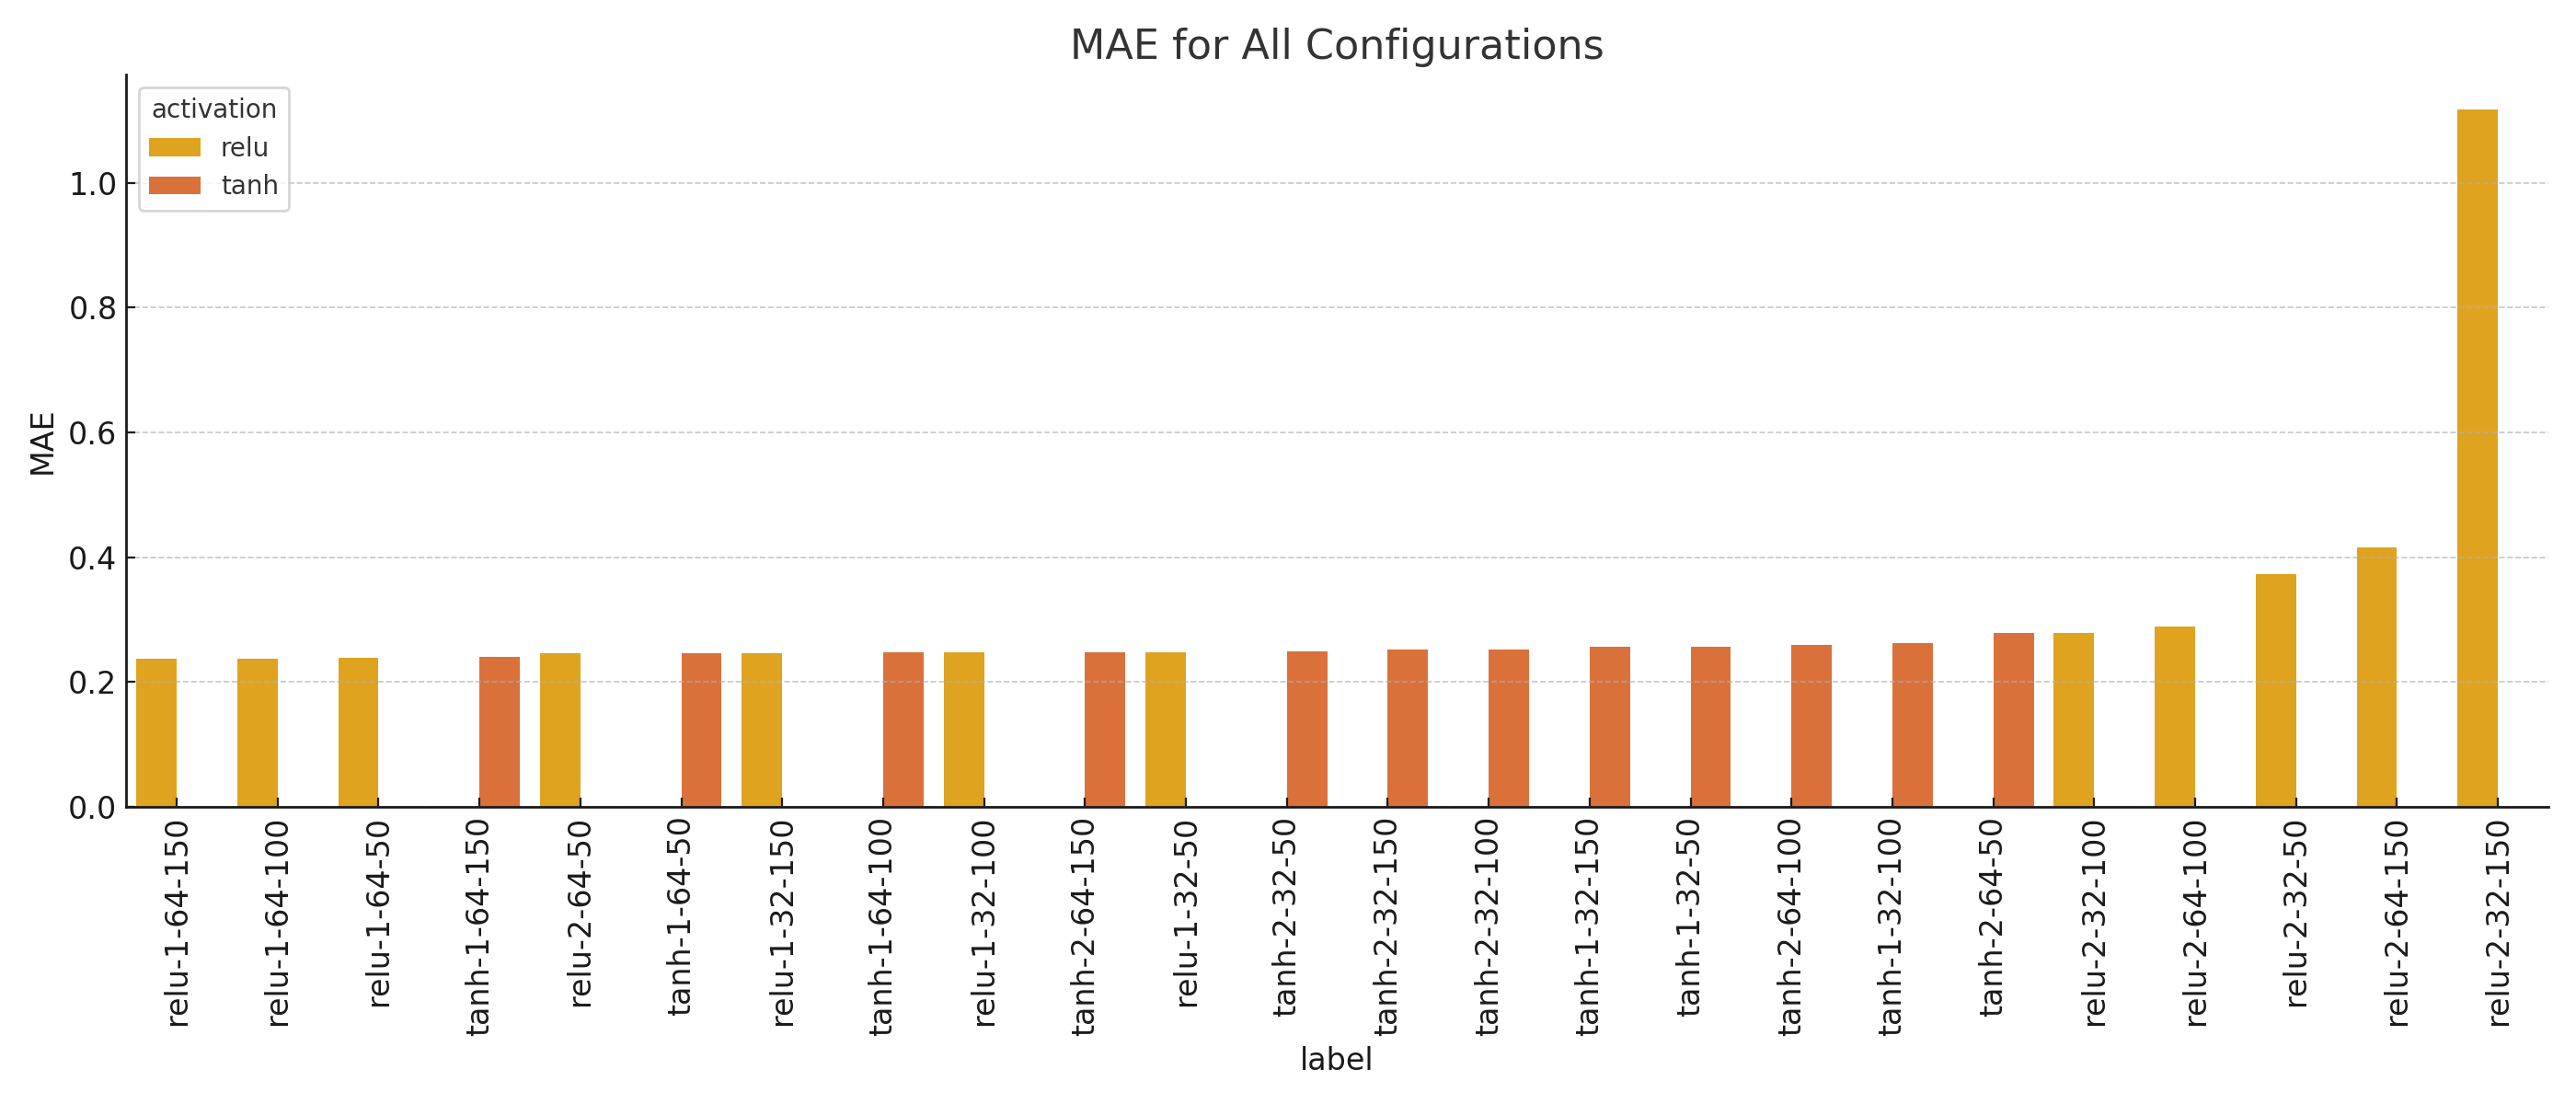 MAE for All Configurations
activation
relu
tanh
MAE
1.0
0.8
0.6
0.4
0.2
0.0
relu-1-64-150
relu-1-64-100
relu-1-64-50
tanh-1-64-150
relu-2-64-50
tanh-1-64-50
relu-1-32-150
tanh-1-64-100
relu-1-32-100
tanh-2-64-150
relu-1-32-50
tanh-2-32-50
tanh-2-32-150
tanh-2-32-100
tanh-1-32-150
tanh-1-32-50
tanh-2-64-100
tanh-1-32-100
tanh-2-64-50
relu-2-32-100
relu-2-64-100
relu-2-32-50
relu-2-64-150
relu-2-32-150
label